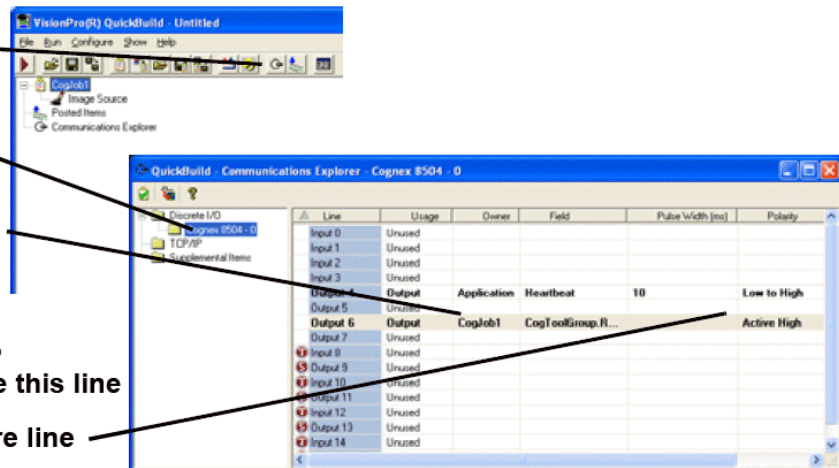 VisionPro(R) QuickBuild - Untitled
File Run Configure Show Help
CogJob1
Image Source
Posted Items
Communications Explorer
QuickBuild - Communications Explorer - Cognex 8504 - 0
Discrete I/O
Cognex 8504 - 0
TCP/IP
Supplemental Items
Line Usage Owner Field Pulse Width (ms) Polarity
Input 0 Unused
Input 1 Unused
Input 2 Unused
Input 3 Unused
Output 4 Output Application Heartbeat 10 Low to High
Output 5 Unused
Output 6 Output CogJob1 CogToolGroup.R... Active High
Output 7 Unused
Input 8 Unused
Output 9 Unused
Input 10 Unused
Output 11 Unused
Input 12 Unused
Output 13 Unused
Input 14 Unused
this line
line